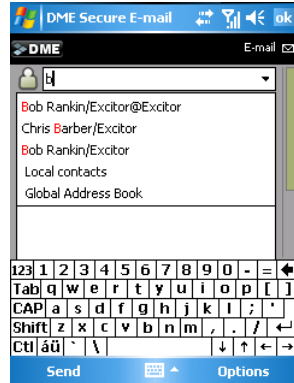 DME Secure E-mail ok
DME E-mail
b
Bob Rankin/Excitor@Excitor
Chris Barber/Excitor
Bob Rankin/Excitor
Local contacts
Global Address Book
123 1 2 3 4 5 6 7 8 9 0 - =
Tab q w e r t y u i o p [ ]
CAP a s d f g h j k l ; '
Shift z x c v b n m , . /
Ctl áü ` \
Send Options